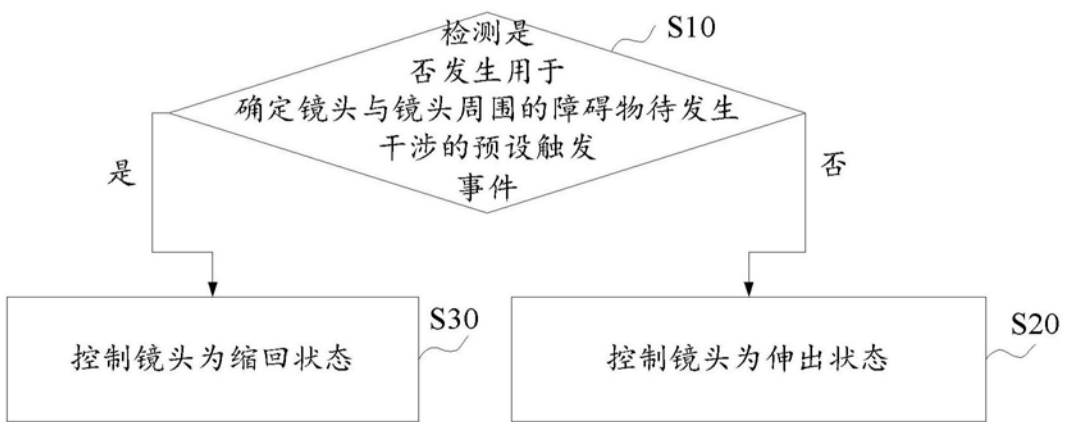 检测是
S10
否发生用于
确定镜头与镜头周围的障碍物待发生
干涉的预设触发
事件
是
否
控制镜头为缩回状态
S30
控制镜头为伸出状态
S20